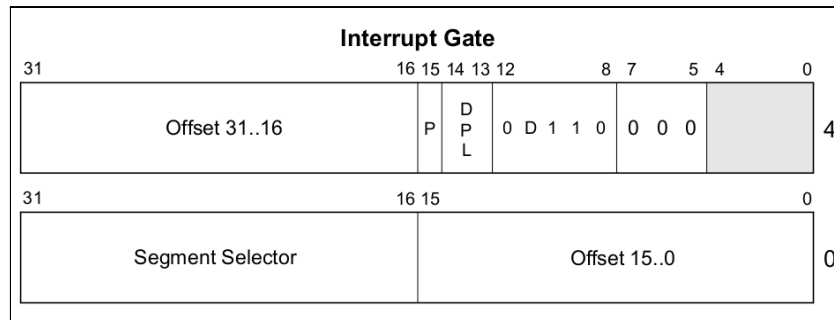 Interrupt Gate
31 16 15 14 13 12 8 7 5 4 0
Offset 31..16 P D P L 0 D 1 1 0 0 0 0 4
31 16 15 0
Segment Selector Offset 15..0 0